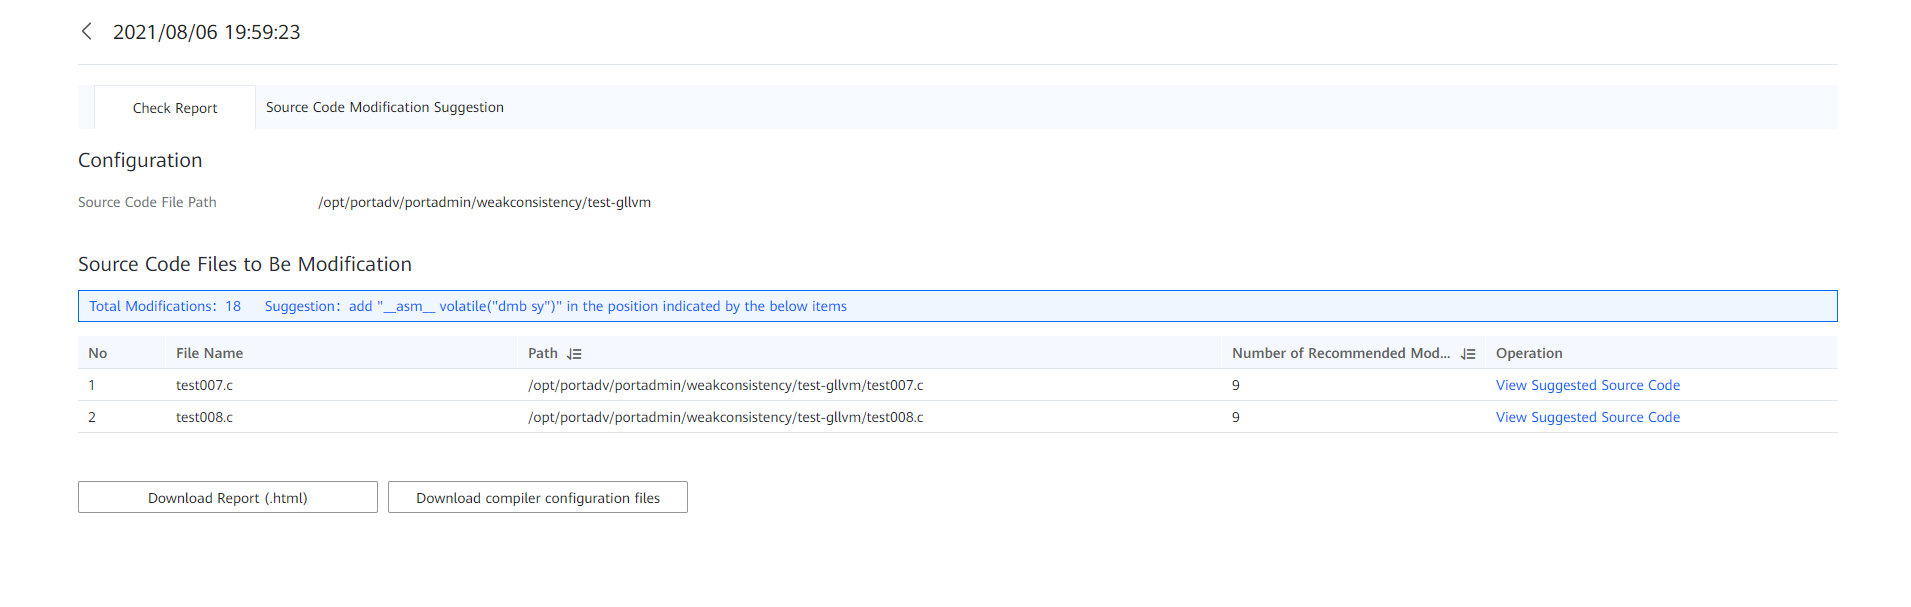 2021/08/06 19:59:23
Check Report Source Code Modification Suggestion
Configuration
Source Code File Path /opt/portadv/portadmin/weakconsistency/test-gllvm
Source Code Files to Be Modification
Total Modifications: 18 Suggestion: add "__asm__ volatile("dmb sy")" in the position indicated by the below items
No File Name Path Number of Recommended Mod... Operation
1 test007.c /opt/portadv/portadmin/weakconsistency/test-gllvm/test007.c 9 View Suggested Source Code
2 test008.c /opt/portadv/portadmin/weakconsistency/test-gllvm/test008.c 9 View Suggested Source Code
Download Report (.html) Download compiler configuration files